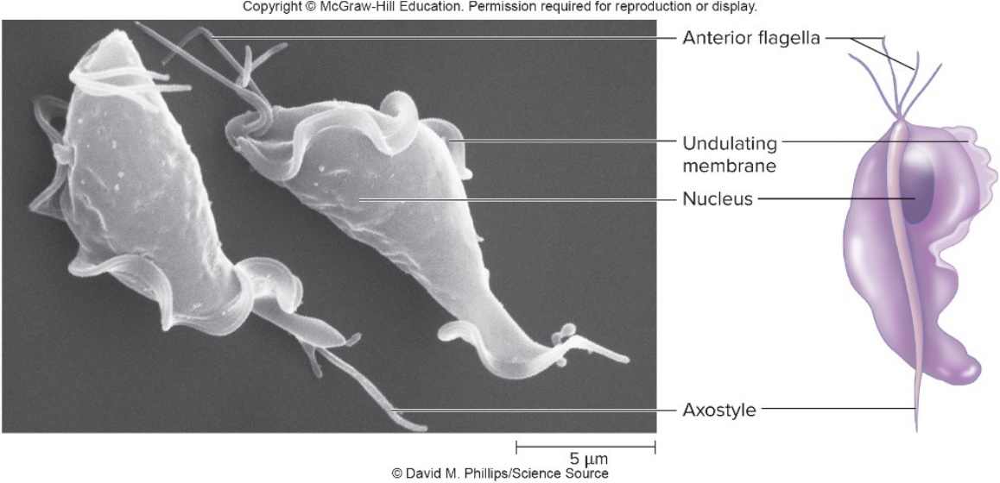 Copyright © McGraw-Hill Education. Permission required for reproduction or display.
Anterior flagella
Undulating
membrane
Nucleus
Axostyle
5 μm
© David M. Phillips/Science Source